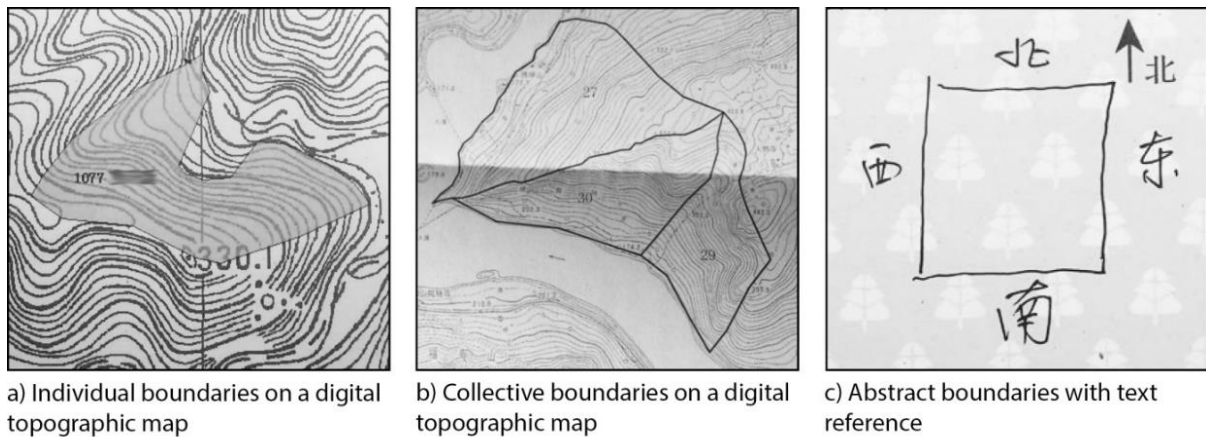 1077
330.1
27
30
29
北
北
西
东
南
a) Individual boundaries on a digital
topographic map
b) Collective boundaries on a digital
topographic map
c) Abstract boundaries with text
reference